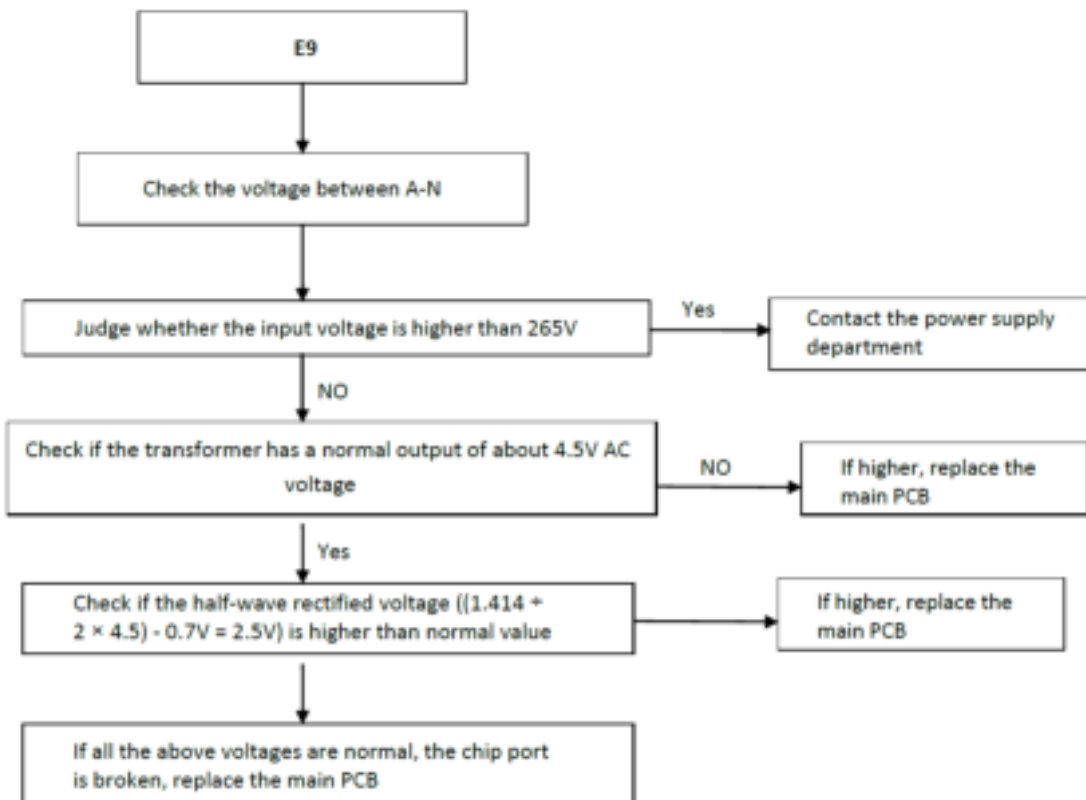 E9
Check the voltage between A-N
Judge whether the input voltage is higher than 265V
Yes
Contact the power supply
department
NO
Check if the transformer has a normal output of about 4.5V AC
voltage
NO
If higher, replace the
main PCB
Yes
Check if the half-wave rectified voltage ((1.414 ÷
2 × 4.5) - 0.7V = 2.5V) is higher than normal value
If higher, replace the
main PCB
If all the above voltages are normal, the chip port
is broken, replace the main PCB